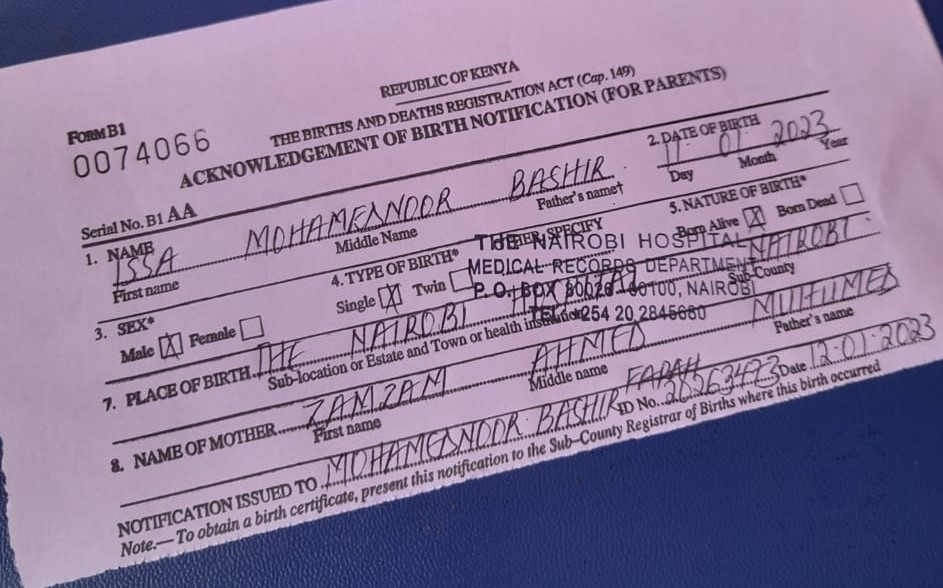 REPUBLIC OF KENYA
THE BIRTHS AND DEATHS REGISTRATION ACT (Cap. 149)
ACKNOWLEDGEMENT OF BIRTH NOTIFICATION (FOR PARENTS)
FORM B1
0074066
Serial No. B1 AA
1. NAME ISSA MOHAMEDNOOR BASHIR
First name Middle Name Father's name†
2. DATE OF BIRTH
11 01 2023
Day Month Year
3. SEX*
Male X Female
4. TYPE OF BIRTH*
Single X Twin OTHER, SPECIFY
5. NATURE OF BIRTH*
Born Alive X Born Dead
THE NAIROBI HOSPITAL
MEDICAL RECORDS DEPARTMENT
P. O. BOX 30026 - 00100, NAIROBI
TEL: +254 20 2845000
7. PLACE OF BIRTH THE NAIROBI NAIROBI
Sub-location or Estate and Town or health institution Sub-County
8. NAME OF MOTHER ZAMZAM AHMED
First name Middle name Father's name
NOTIFICATION ISSUED TO MOHAMEDNOOR BASHIR FARAH ID No. Date 12.01.2023
Note.—To obtain a birth certificate, present this notification to the Sub-County Registrar of Births where this birth occurred